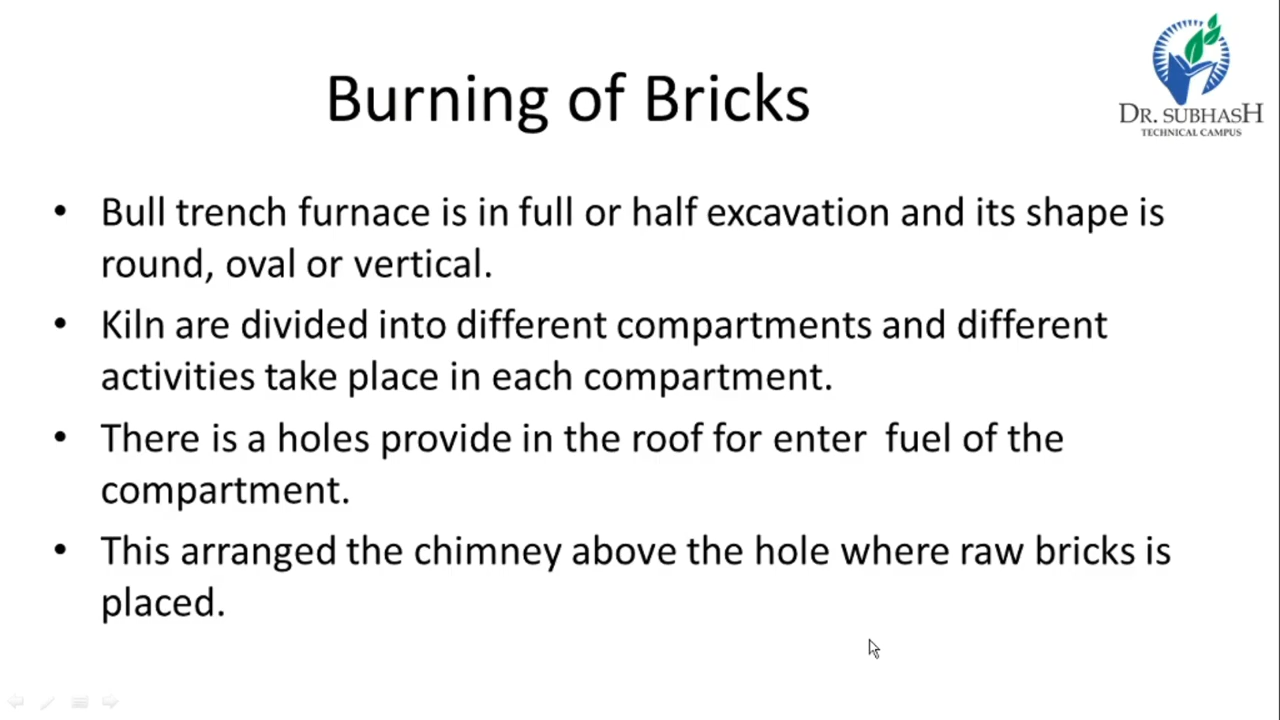 DR. SUBHASH
TECHNICAL CAMPUS
Burning of Bricks
• Bull trench furnace is in full or half excavation and its shape is
round, oval or vertical.
• Kiln are divided into different compartments and different
activities take place in each compartment.
• There is a holes provide in the roof for enter fuel of the
compartment.
• This arranged the chimney above the hole where raw bricks is
placed.